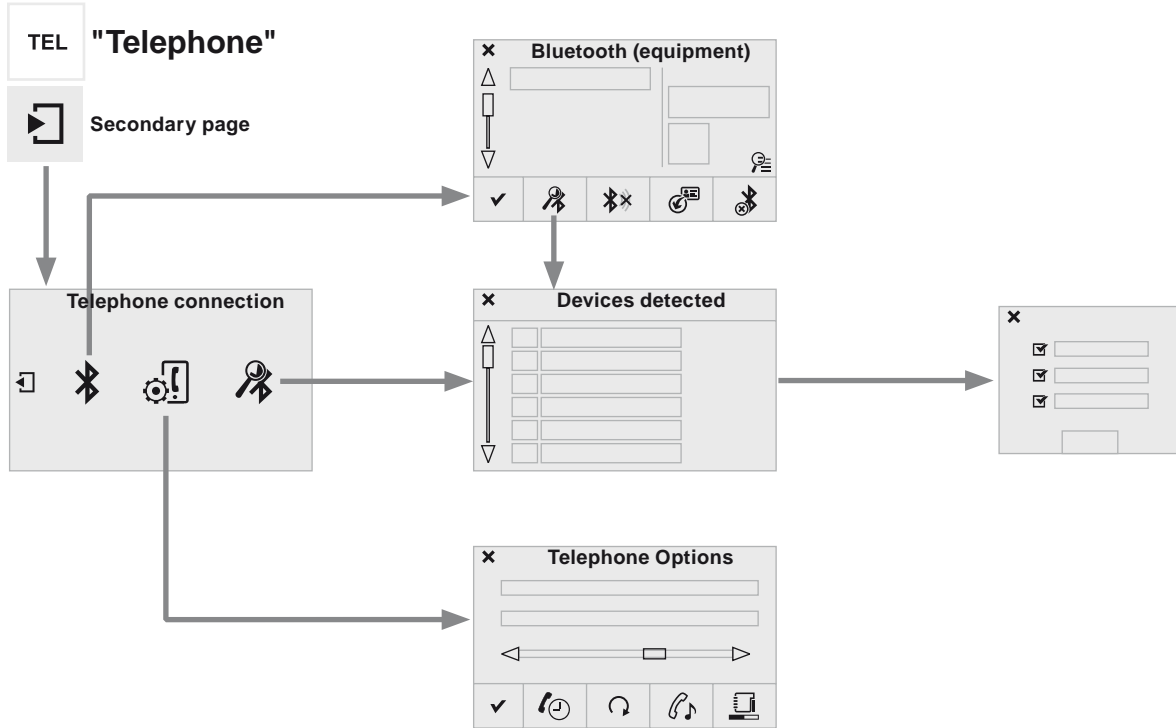 TEL "Telephone"
Secondary page
Bluetooth (equipment)
Telephone connection
Devices detected
Telephone Options